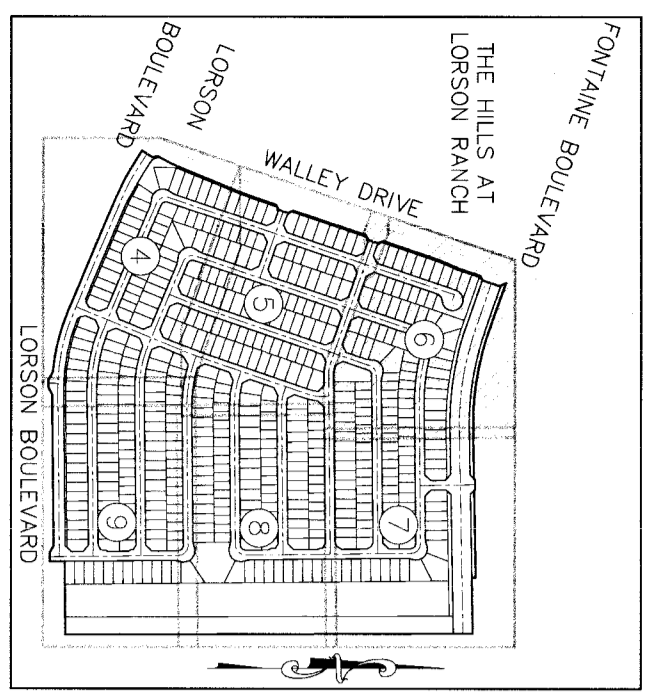 FONTAINE BOULEVARD
THE HILLS AT
LORSON RANCH
LORSON
BOULEVARD
WALLEY DRIVE
LORSON BOULEVARD
4
5
6
7
8
9
N